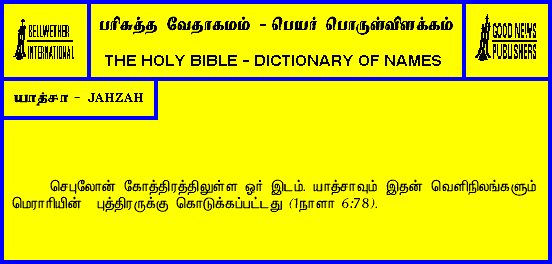 BELLWETHER
INTERNATIONAL
பரிசுத்த வேதாகமம் - பெயர் பொருள்விளக்கம்
THE HOLY BIBLE - DICTIONARY OF NAMES
GOOD NEWS
PUBLISHERS
யாத்சா - JAHZAH
செபுலோன் கோத்திரத்திலுள்ள ஓர் இடம். யாத்சாவும் இதன் வெளிநிலங்களும்
மெராரியின் புத்திரருக்கு கொடுக்கப்பட்டது (1நாளா 6:78).